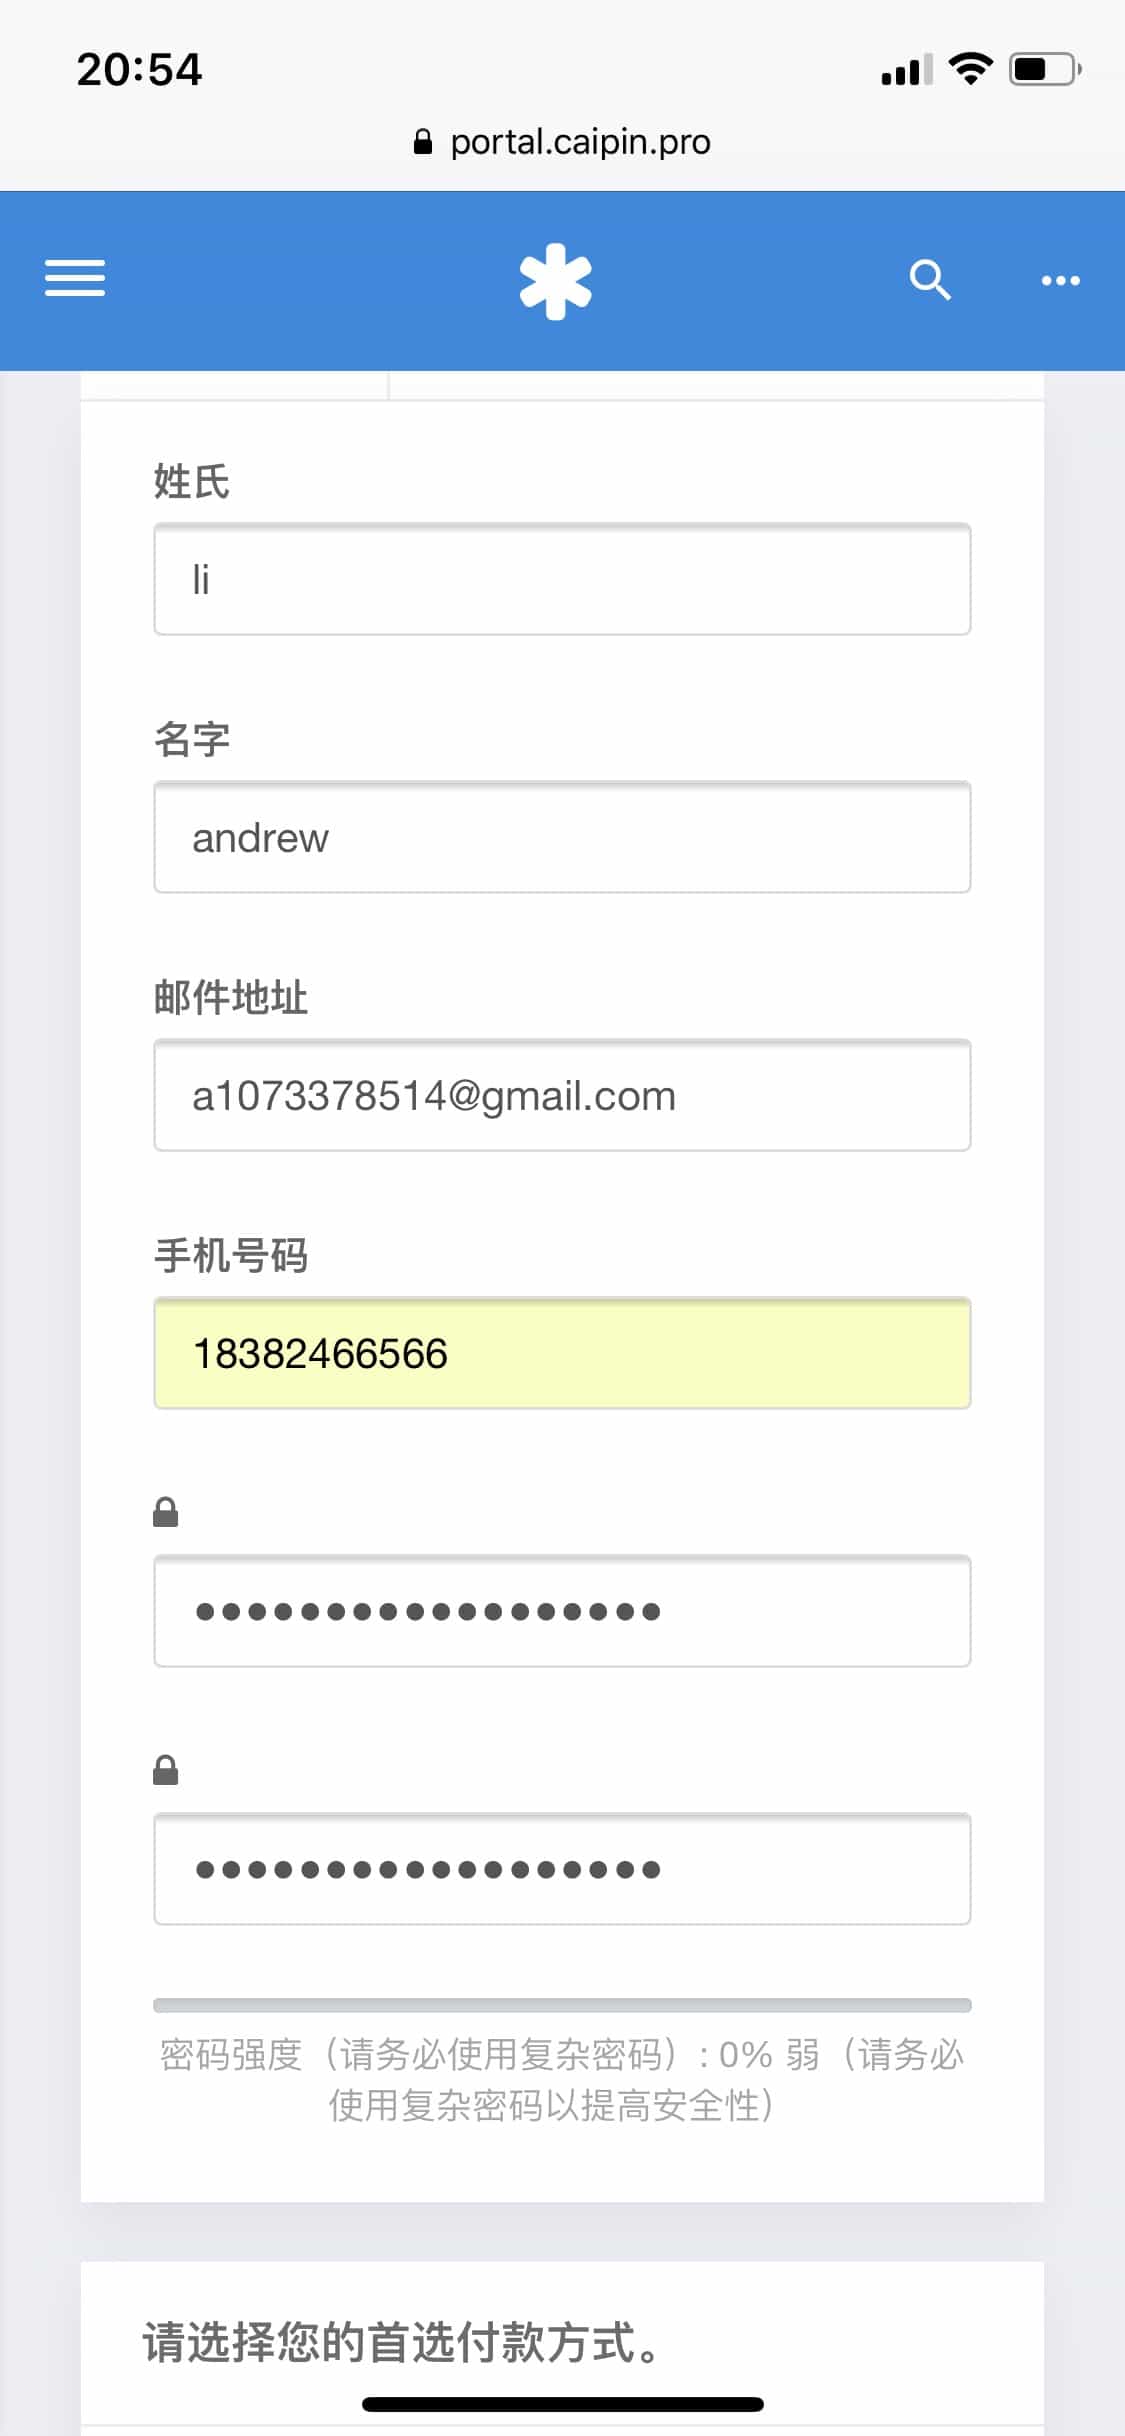 20:54
portal.caipin.pro
姓氏
li
名字
andrew
邮件地址
a1073378514@gmail.com
手机号码
18382466566
密码强度（请务必使用复杂密码）: 0% 弱（请务必
使用复杂密码以提高安全性）
请选择您的首选付款方式。